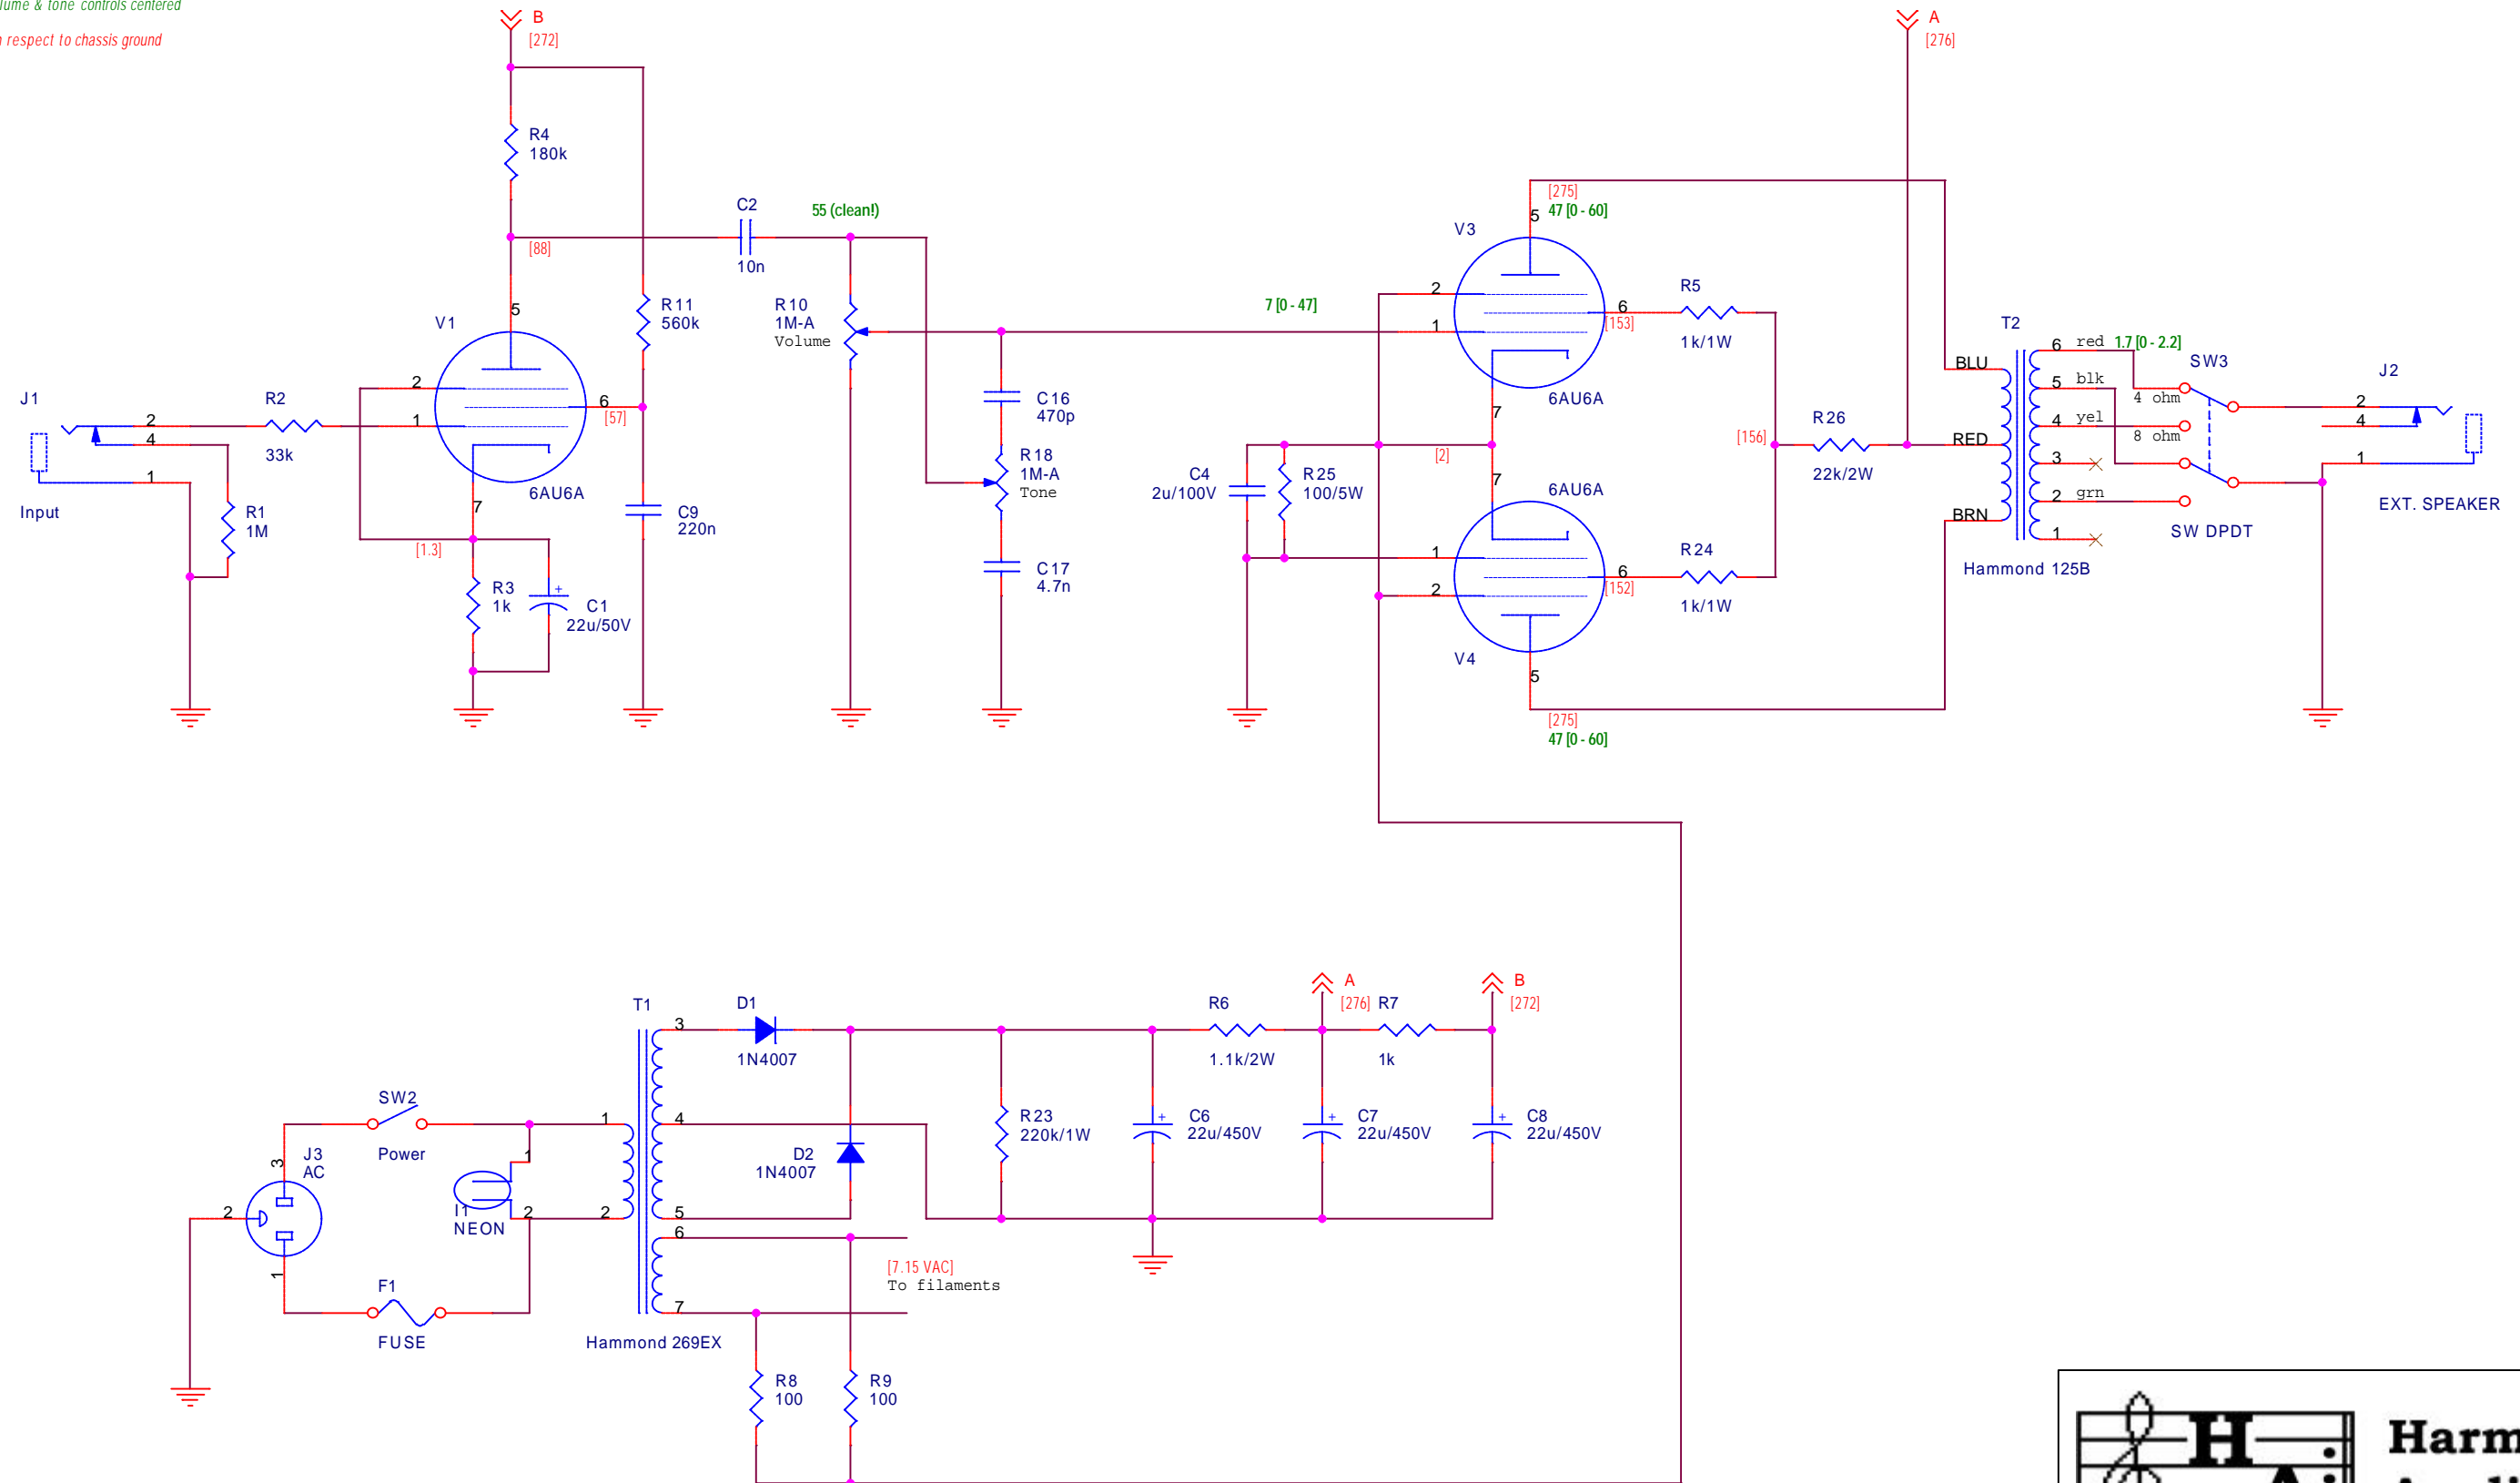 lume & tone controls centered
respect to chassis ground
B
[272]
A
[276]
R4
180k
C2
10n
55 (clean!)
[88]
5
V1
2
1
6
[57]
6AU6A
7
[1.3]
R11
560k
C9
220n
R10
1M-A
Volume
7 [0 - 47]
C16
470p
R18
1M-A
Tone
C17
4.7n
J1
Input
2
4
1
R2
33k
R1
1M
R3
1k
+
C1
22u/50V
C4
2u/100V
R25
100/5W
[2]
[275]
47 [0 - 60]
5
V3
2
1
6
[153]
6AU6A
7
R5
1k/1W
[156]
R26
22k/2W
7
6AU6A
1
2
6
[152]
V4
5
[275]
47 [0 - 60]
R24
1k/1W
T2
BLU
RED
BRN
6
5
4
3
2
1
red
blk
yel
grn
1.7 [0 - 2.2]
4 ohm
8 ohm
Hammond 125B
SW3
SW DPDT
J2
2
4
1
EXT. SPEAKER
T1
3
4
5
6
7
1
2
Hammond 269EX
D1
1N4007
D2
1N4007
R23
220k/1W
+
C6
22u/450V
R6
1.1k/2W
A
[276]
R7
1k
B
[272]
+
C7
22u/450V
+
C8
22u/450V
SW2
Power
J3
AC
3
2
1
1
2
I1
NEON
F1
FUSE
[7.15 VAC]
To filaments
R8
100
R9
100
H
Harm